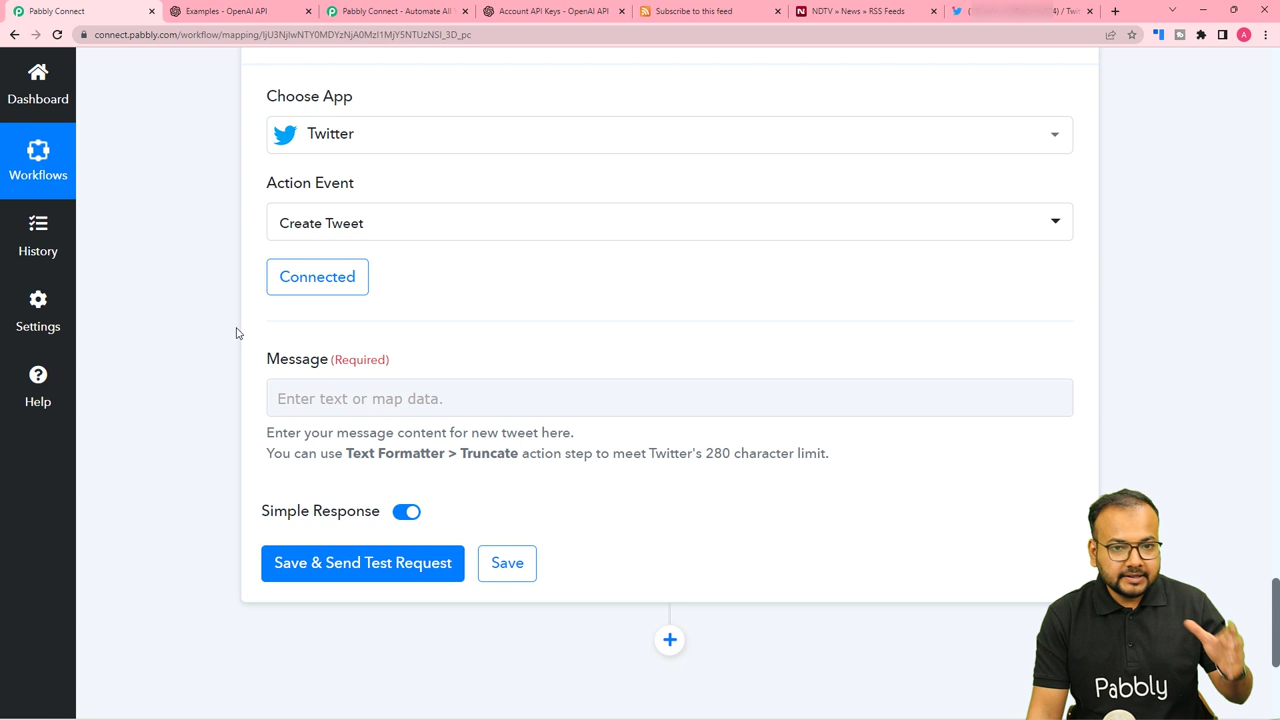 Pabbly Connect
Examples - OpenAI API
Pabbly Connect - Automate All
Account API Keys - OpenAI API
Subscribe to this feed
NDTV » News » RSS Feeds
4) / Twit
connect.pabbly.com/workflow/mapping/IjU3NjIwNTY0MDYzNjA0MzI1MjY5NTUzNSI_3D_pc
A
Dashboard
Workflows
History
Settings
Help
Choose App
Twitter
Action Event
Create Tweet
Connected
Message (Required)
Enter text or map data.
Enter your message content for new tweet here.
You can use Text Formatter > Truncate action step to meet Twitter's 280 character limit.
Simple Response
Save & Send Test Request
Save
Pabbly